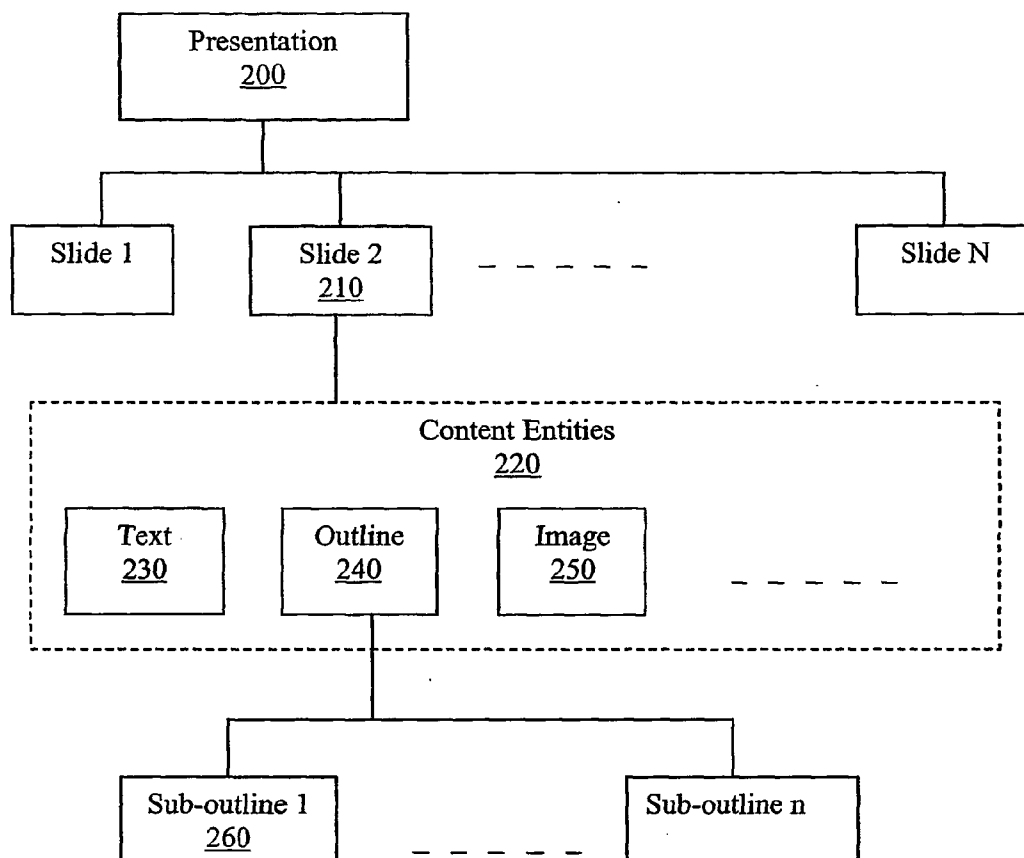 Presentation
200
Slide 1
Slide 2
210
Slide N
Content Entities
220
Text
230
Outline
240
Image
250
Sub-outline 1
260
Sub-outline n